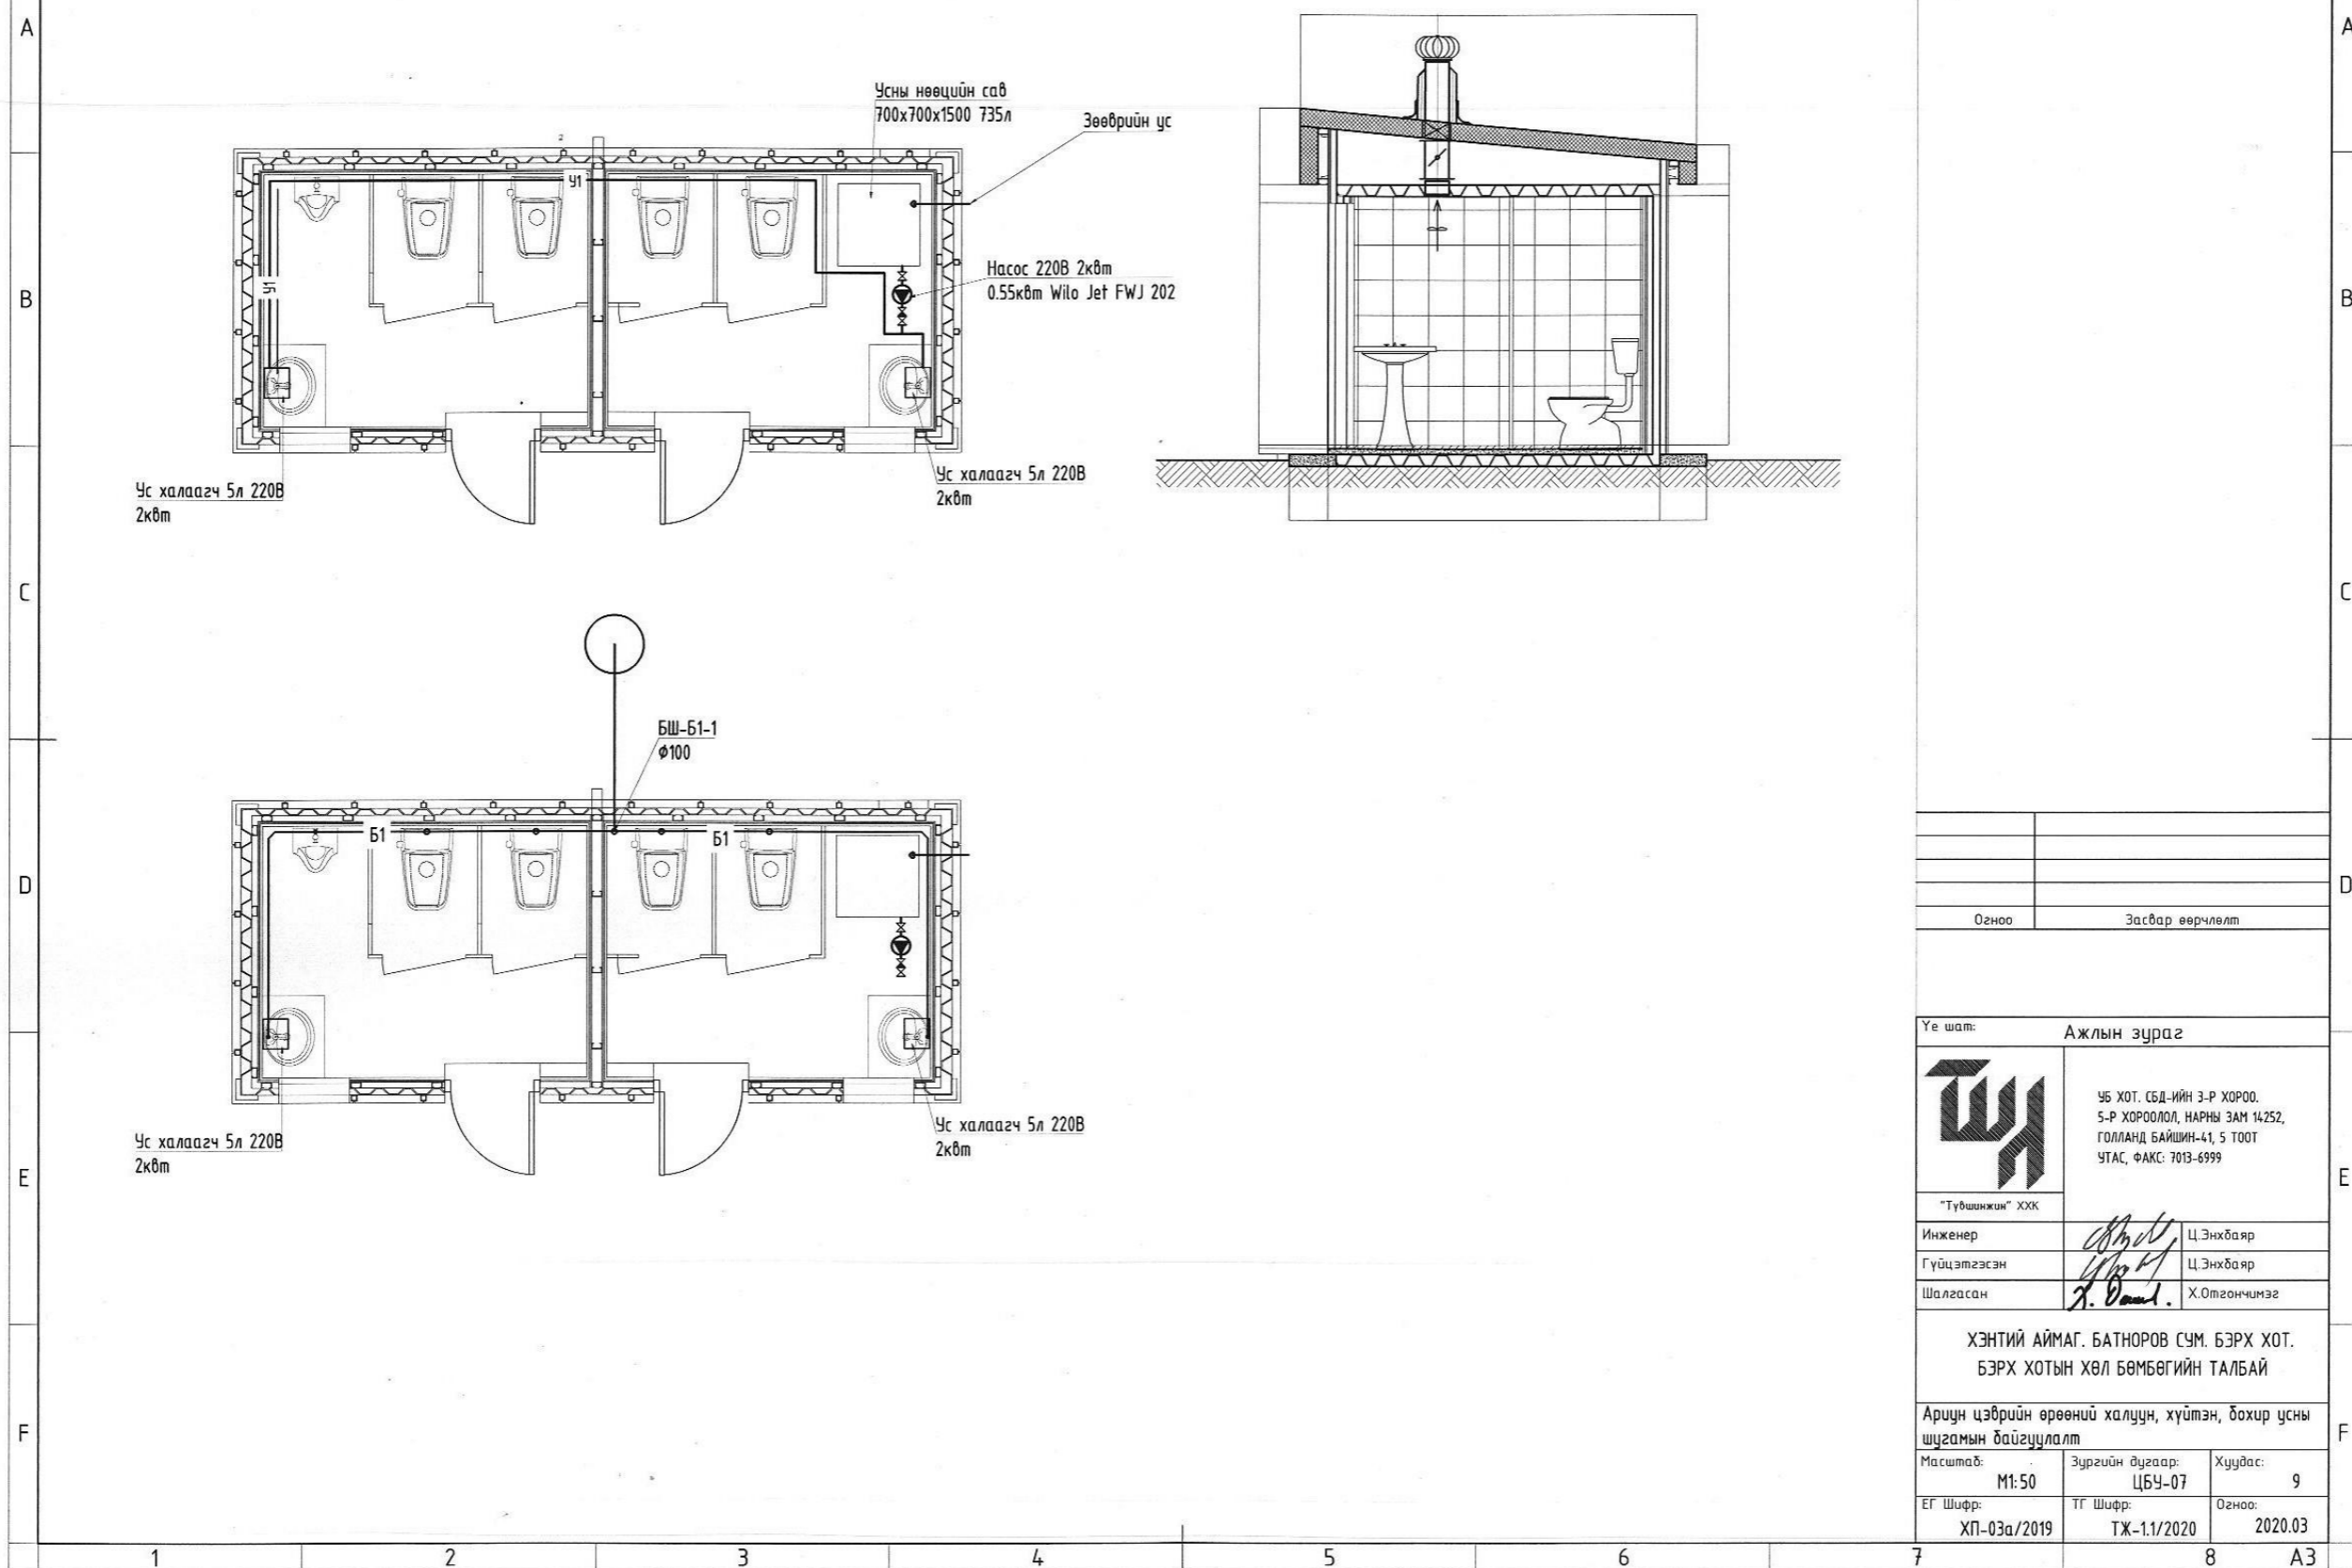 A
A
B
B
C
C
D
D
E
E
F
F
Усны нөөцийн сав
700x700x1500 735л
Зөөврийн ус
2
У1
У1
Насос 220В 2квт
0.55квт Wilo Jet FWJ 202
Ус халаагч 5л 220В
2квт
Ус халаагч 5л 220В
2квт
БШ-Б1-1
ф100
Б1
Б1
Ус халаагч 5л 220В
2квт
Ус халаагч 5л 220В
2квт
Огноо
Засвар өөрчлөлт
Үе шат:
Ажлын зураг
ТШЯ
УБ ХОТ. СБД-ИЙН 3-Р ХОРОО.
5-Р ХОРООЛОЛ, НАРНЫ ЗАМ 14252,
ГОЛЛАНД БАЙШИН-41, 5 ТООТ
УТАС, ФАКС: 7013-6999
"Түвшинжин" ХХК
Инженер
Ц.Энхбаяр
Гүйцэтгэсэн
Ц.Энхбаяр
Шалгасан
Х.Отгончимэг
ХЭНТИЙ АЙМАГ. БАТНОРОВ СУМ. БЭРХ ХОТ.
БЭРХ ХОТЫН ХӨЛ БӨМБӨГИЙН ТАЛБАЙ
Ариун цэврийн өрөөний халуун, хүйтэн, бохир усны
шугамын байгууламт
Масштаб:
М1:50
Зургийн дугаар:
ЦБУ-07
Хуудас:
9
ЕГ Шифр:
ХП-03а/2019
ТГ Шифр:
ТЖ-1.1/2020
Огноо:
2020.03
1
2
3
4
5
6
7
8
А3